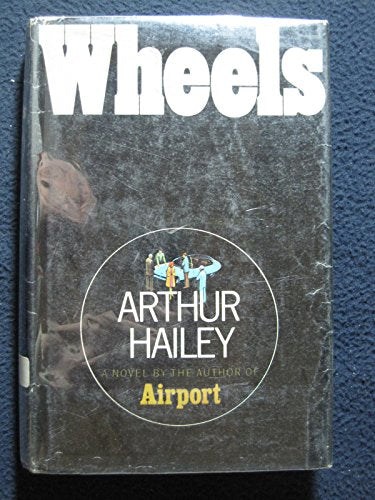 Wheels
ARTHUR
HAILEY
A NOVEL BY THE AUTHOR OF
Airport